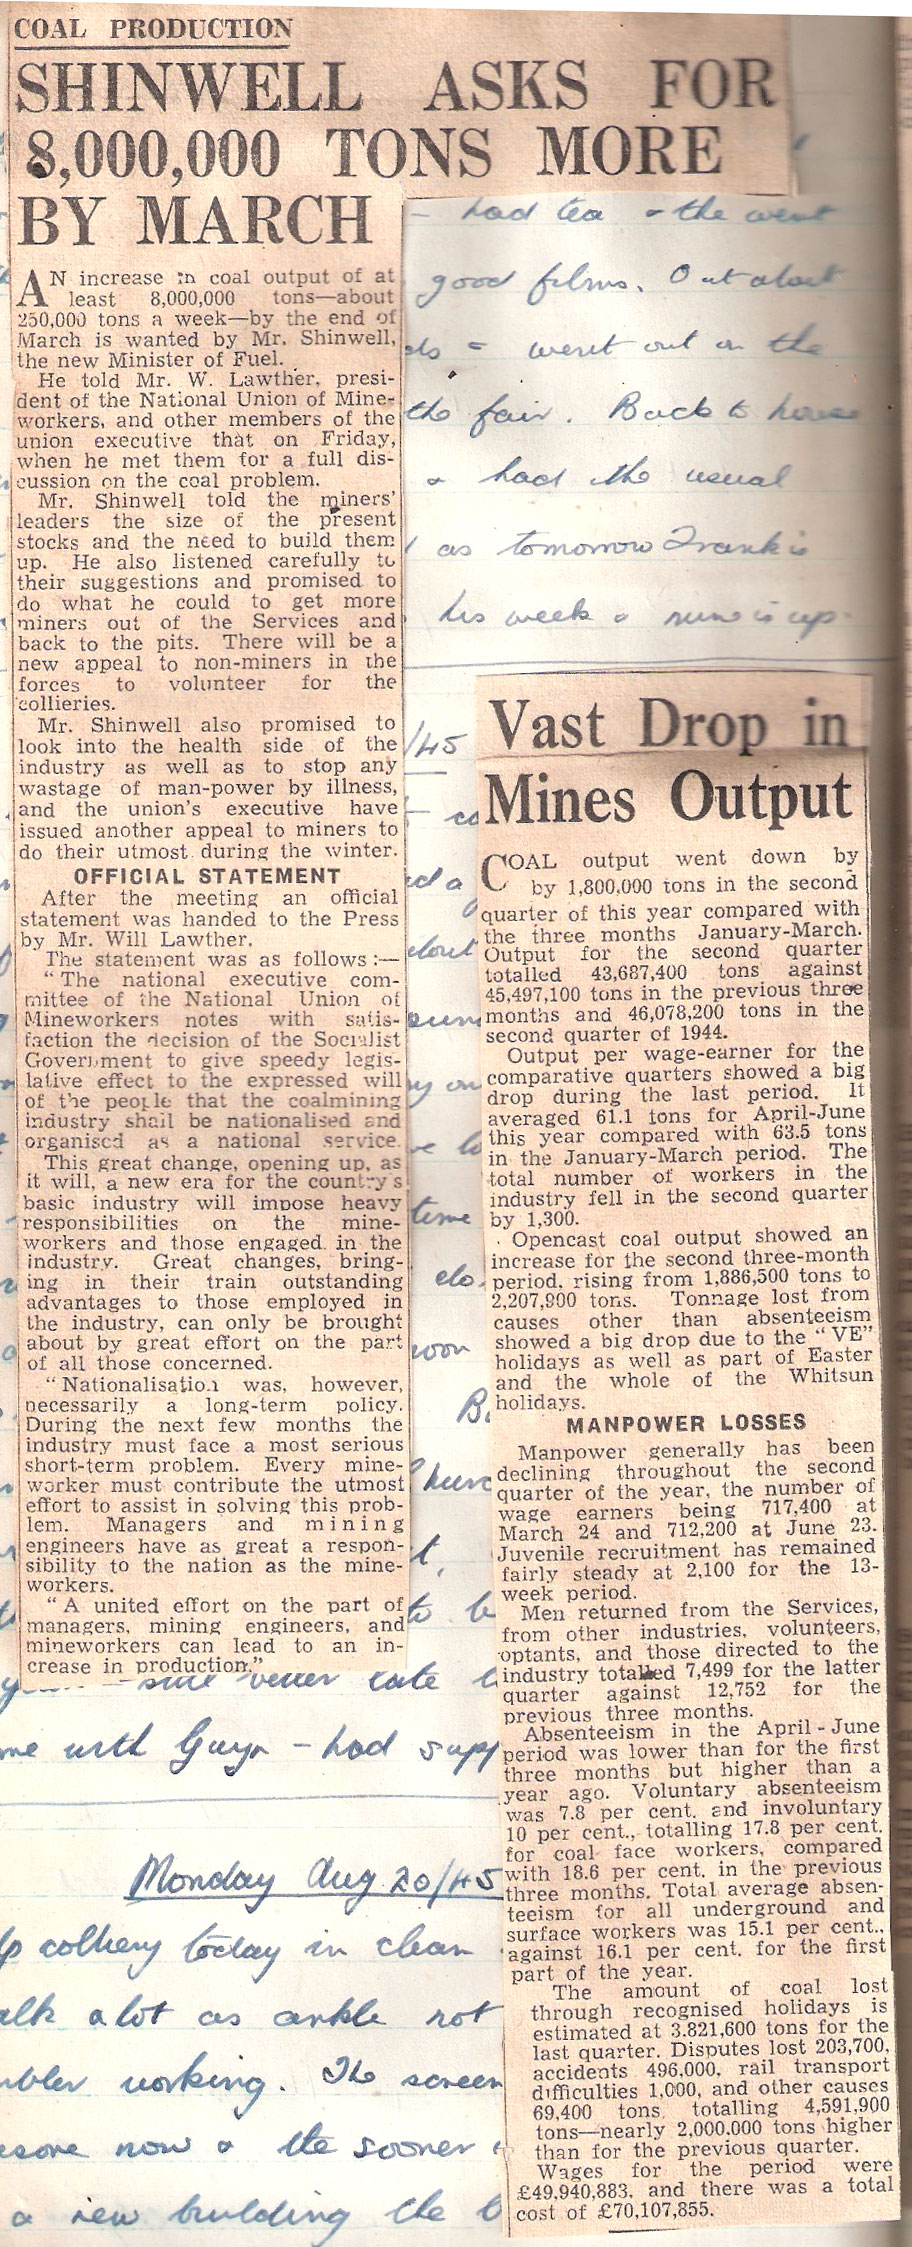 COAL PRODUCTION
SHINWELL ASKS FOR
8,000,000 TONS MORE
BY MARCH
AN increase in coal output of at
least 8,000,000 tons—about
250,000 tons a week—by the end of
March is wanted by Mr. Shinwell,
the new Minister of Fuel.
He told Mr. W. Lawther, presi-
dent of the National Union of Mine-
workers, and other members of the
union executive that on Friday,
when he met them for a full dis-
cussion on the coal problem.
Mr. Shinwell told the miners'
leaders the size of the present
stocks and the need to build them
up. He also listened carefully to
their suggestions and promised to
do what he could to get more
miners out of the Services and
back to the pits. There will be a
new appeal to non-miners in the
forces to volunteer for the
collieries.
Mr. Shinwell also promised to
look into the health side of the
industry as well as to stop any
wastage of man-power by illness,
and the union's executive have
issued another appeal to miners to
do their utmost during the winter.
OFFICIAL STATEMENT
After the meeting an official
statement was handed to the Press
by Mr. Will Lawther.
The statement was as follows:—
"The national executive com-
mittee of the National Union of
Mineworkers notes with satis-
faction the decision of the Socialist
Government to give speedy legis-
lative effect to the expressed will
of the people that the coalmining
industry shall be nationalised and
organised as a national service.
This great change, opening up, as
it will, a new era for the country's
basic industry will impose heavy
responsibilities on the mine-
workers and those engaged in the
industry. Great changes, bring-
ing in their train outstanding
advantages to those employed in
the industry, can only be brought
about by great effort on the part
of all those concerned.
"Nationalisation was, however,
necessarily a long-term policy.
During the next few months the
industry must face a most serious
short-term problem. Every mine-
worker must contribute the utmost
effort to assist in solving this prob-
lem. Managers and mining
engineers have as great a respon-
sibility to the nation as the mine-
workers.
"A united effort on the part of
managers, mining engineers, and
mineworkers can lead to an in-
crease in production."
had tea & the went
good films. Out about
went out on the
the fair. Back to house
& had the usual
as tomorrow Frank is
his week & nine is up
/45
Vast Drop in
Mines Output
COAL output went down by
by 1,800,000 tons in the second
quarter of this year compared with
the three months January-March.
Output for the second quarter
totalled 43,687,400 tons against
45,497,100 tons in the previous three
months and 46,078,200 tons in the
second quarter of 1944.
Output per wage-earner for the
comparative quarters showed a big
drop during the last period. It
averaged 61.1 tons for April-June
this year compared with 63.5 tons
in the January-March period. The
total number of workers in the
industry fell in the second quarter
by 1,300.
Opencast coal output showed an
increase for the second three-month
period, rising from 1,886,500 tons to
2,207,900 tons. Tonnage lost from
causes other than absenteeism
showed a big drop due to the "VE"
holidays as well as part of Easter
and the whole of the Whitsun
holidays.
MANPOWER LOSSES
Manpower generally has been
declining throughout the second
quarter of the year, the number of
wage earners being 717,400 at
March 24 and 712,200 at June 23.
Juvenile recruitment has remained
fairly steady at 2,100 for the 13-
week period.
Men returned from the Services,
from other industries, volunteers,
optants, and those directed to the
industry totalled 7,499 for the latter
quarter against 12,752 for the
previous three months.
Absenteeism in the April-June
period was lower than for the first
three months but higher than a
year ago. Voluntary absenteeism
was 7.8 per cent. and involuntary
10 per cent., totalling 17.8 per cent.
for coal face workers, compared
with 18.6 per cent. in the previous
three months. Total average absen-
teeism for all underground and
surface workers was 15.1 per cent.,
against 16.1 per cent. for the first
part of the year.
The amount of coal lost
through recognised holidays is
estimated at 3.821,600 tons for the
last quarter. Disputes lost 203,700,
accidents 496,000, rail transport
difficulties 1,000, and other causes
69,400 tons totalling 4,591,900
tons—nearly 2,000,000 tons higher
than for the previous quarter.
Wages for the period were
£49,940,883, and there was a total
cost of £70,107,855.
time
late
with Gwyn - had supp
Monday Aug 20/45
colliery today in clean
alot as ankle not
working. The screen
now & the sooner
a new building the